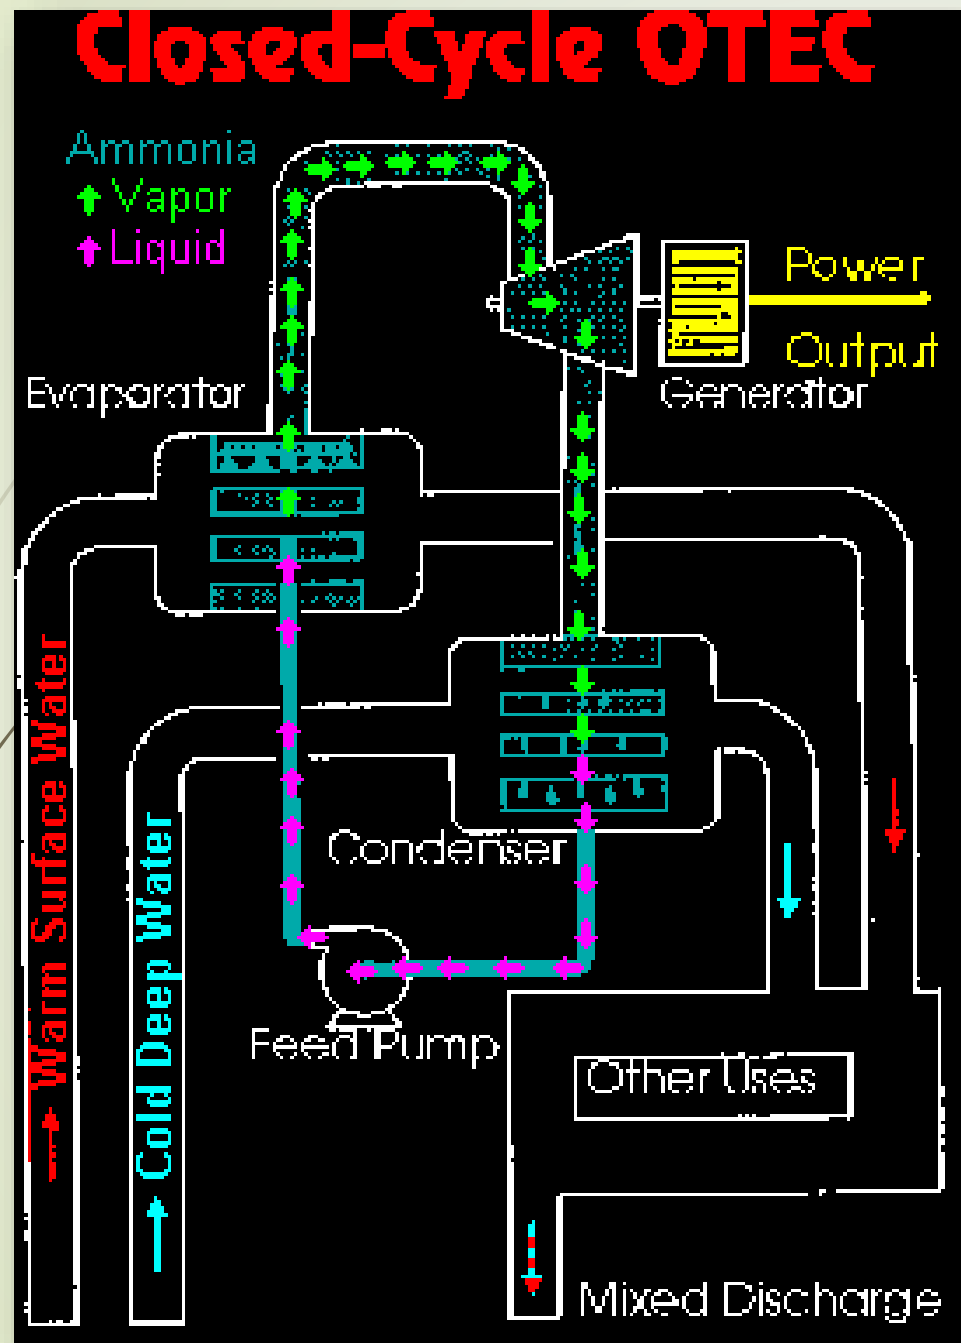 Closed-Cycle OTEC
Ammonia
Vapor
Liquid
Power
Output
Evaporator
Generator
Warm Surface Water
Cold Deep Water
Condenser
Feed Pump
Other Uses
Mixed Discharge